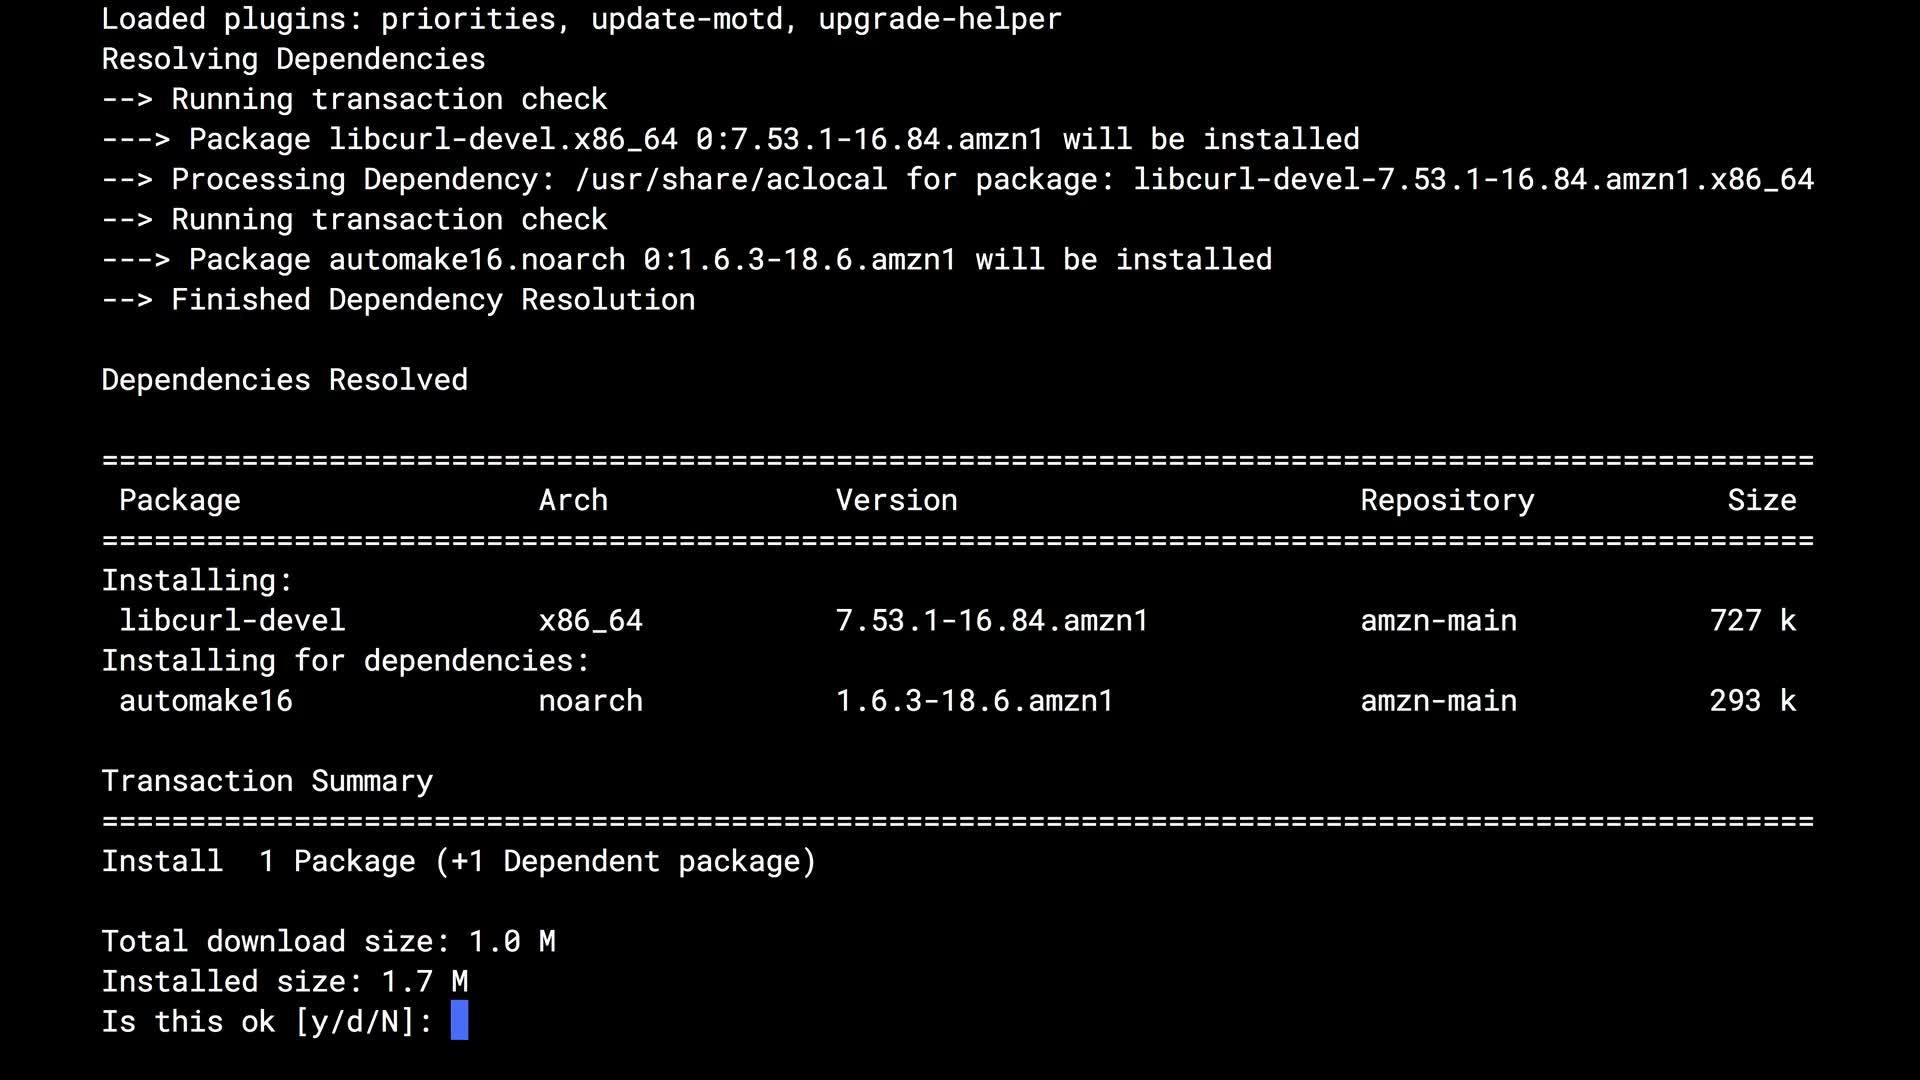 Loaded plugins: priorities, update-motd, upgrade-helper
Resolving Dependencies
--> Running transaction check
---> Package libcurl-devel.x86_64 0:7.53.1-16.84.amzn1 will be installed
--> Processing Dependency: /usr/share/aclocal for package: libcurl-devel-7.53.1-16.84.amzn1.x86_64
--> Running transaction check
---> Package automake16.noarch 0:1.6.3-18.6.amzn1 will be installed
--> Finished Dependency Resolution
Dependencies Resolved
==================================================================================================
Package Arch Version Repository Size
==================================================================================================
Installing:
libcurl-devel x86_64 7.53.1-16.84.amzn1 amzn-main 727 k
Installing for dependencies:
automake16 noarch 1.6.3-18.6.amzn1 amzn-main 293 k
Transaction Summary
==================================================================================================
Install 1 Package (+1 Dependent package)
Total download size: 1.0 M
Installed size: 1.7 M
Is this ok [y/d/N]: